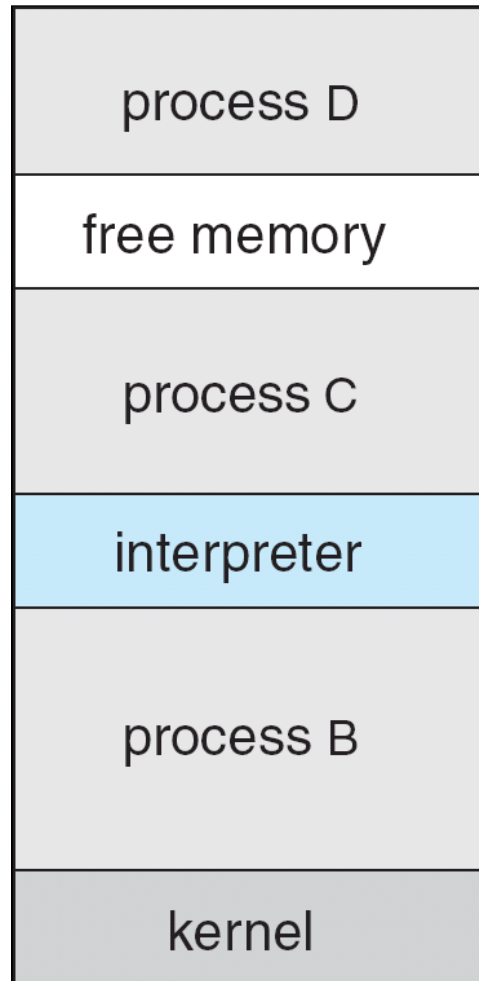 process D
free memory
process C
interpreter
process B
kernel